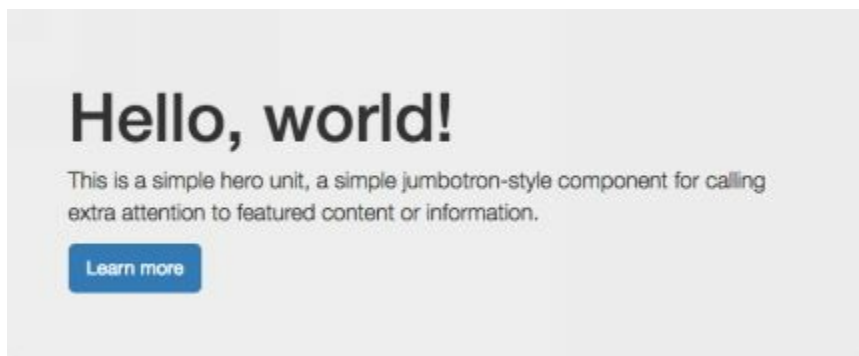 Hello, world!
This is a simple hero unit, a simple jumbotron-style component for calling
extra attention to featured content or information.
Learn more